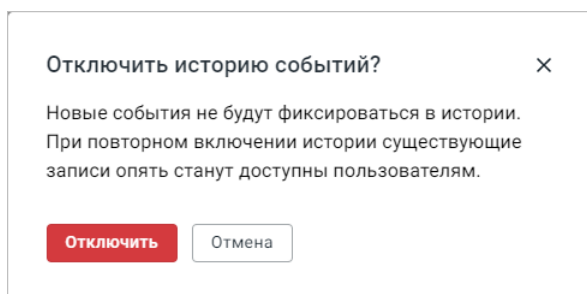 Отключить историю событий?
Новые события не будут фиксироваться в истории.
При повторном включении истории существующие
записи опять станут доступны пользователям.
Отключить
Отмена